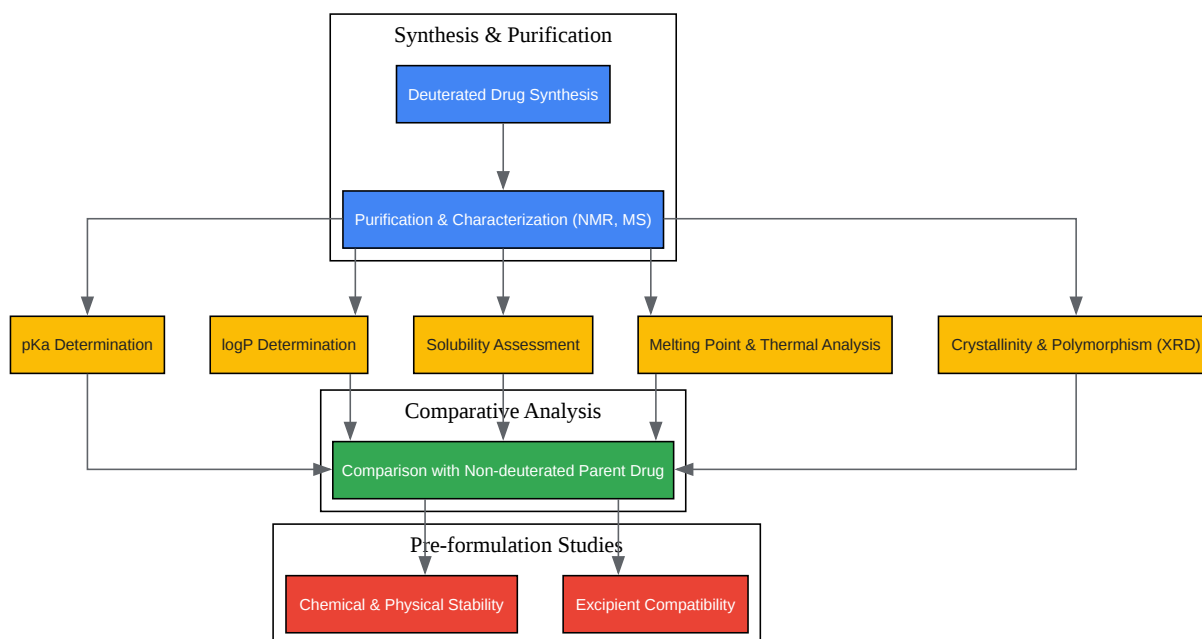 Synthesis & Purification
Deuterated Drug Synthesis
Purification & Characterization (NMR, MS)
pKa Determination
logP Determination
Solubility Assessment
Melting Point & Thermal Analysis
Crystallinity & Polymorphism (XRD)
Comparative Analysis
Comparison with Non-deuterated Parent Drug
Pre-formulation Studies
Chemical & Physical Stability
Excipient Compatibility